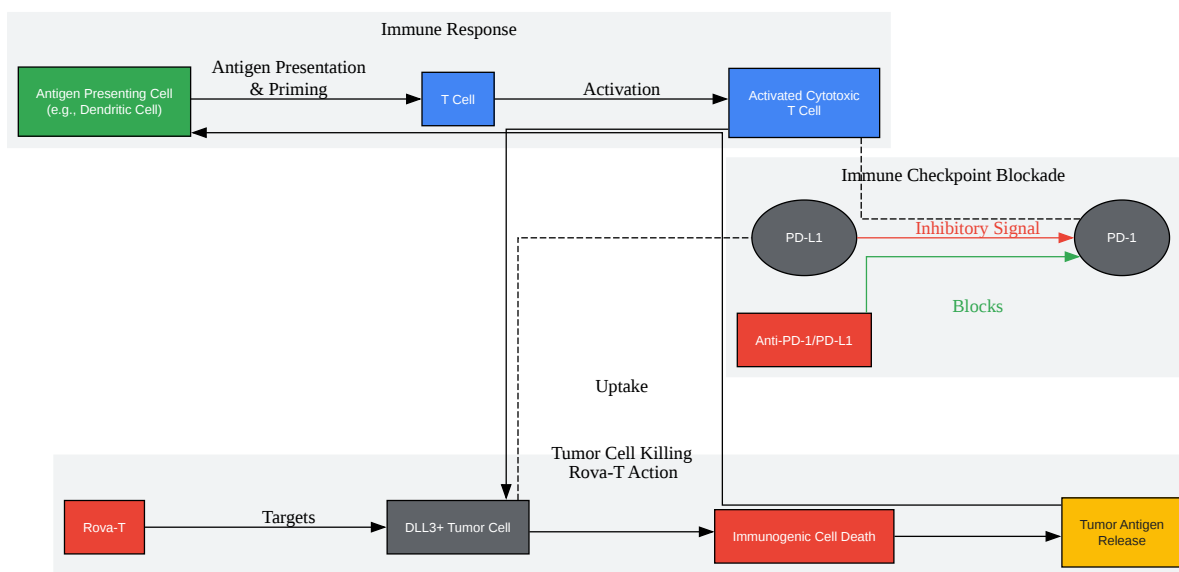 Immune Response
Antigen Presenting Cell
(e.g., Dendritic Cell)
Antigen Presentation
& Priming
T Cell
Activation
Activated Cytotoxic
T Cell
Immune Checkpoint Blockade
PD-L1
Inhibitory Signal
PD-1
Blocks
Anti-PD-1/PD-L1
Uptake
Tumor Cell Killing
Rova-T Action
Rova-T
Targets
DLL3+ Tumor Cell
Immunogenic Cell Death
Tumor Antigen
Release